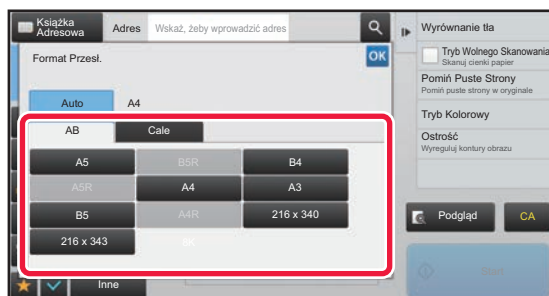 Książka
Adresowa
Adres
Wskaż, żeby wprowadzić adres
Format Przesł.
OK
Auto
A4
AB
Cale
A5
B5R
B4
A5R
A4
A3
B5
A4R
216 x 340
216 x 343
8K
Inne
Wyrównanie tła
Tryb Wolnego Skanowania
Skanuj cienki papier
Pomiń Puste Strony
Pomiń puste strony w oryginale
Tryb Kolorowy
Ostrość
Wyreguluj kontury obrazu
Podgląd
CA
Start